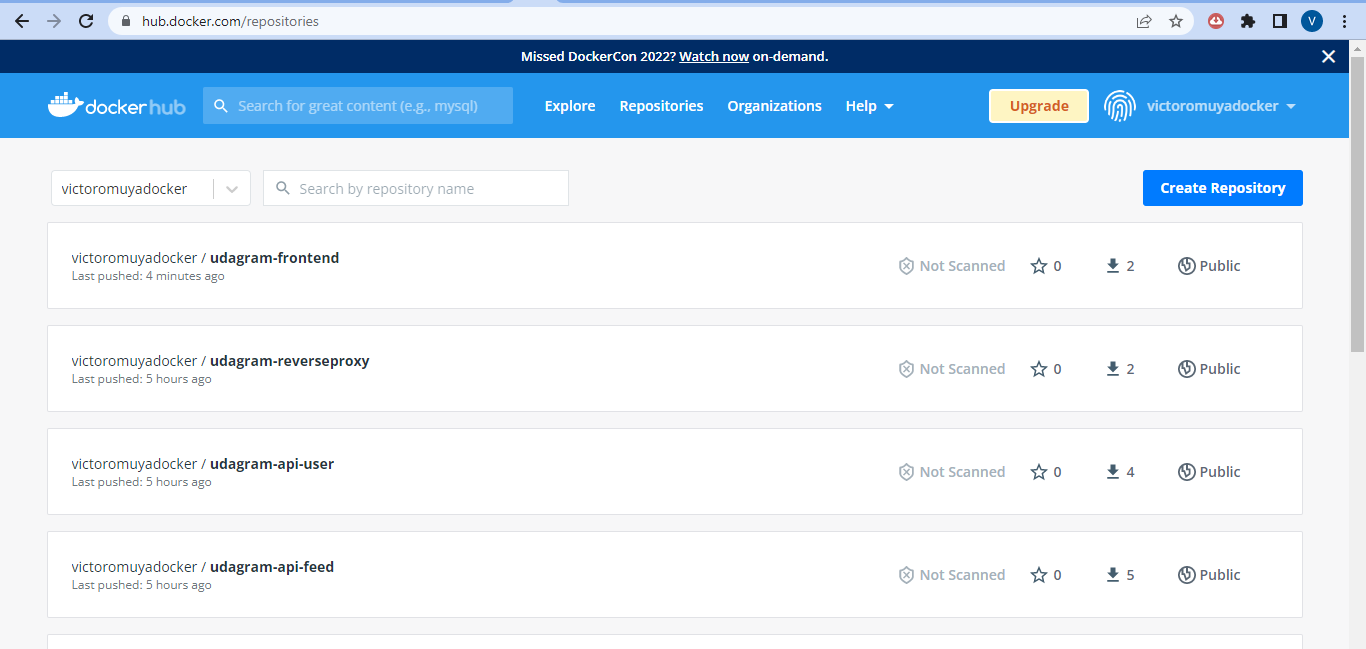 hub.docker.com/repositories
V
Missed DockerCon 2022? Watch now on-demand.
docker hub
Search for great content (e.g., mysql)
Explore
Repositories
Organizations
Help
Upgrade
victoromuyadocker
victoromuyadocker
Search by repository name
Create Repository
victoromuyadocker / udagram-frontend
Last pushed: 4 minutes ago
Not Scanned
0
2
Public
victoromuyadocker / udagram-reverseproxy
Last pushed: 5 hours ago
Not Scanned
0
2
Public
victoromuyadocker / udagram-api-user
Last pushed: 5 hours ago
Not Scanned
0
4
Public
victoromuyadocker / udagram-api-feed
Last pushed: 5 hours ago
Not Scanned
0
5
Public